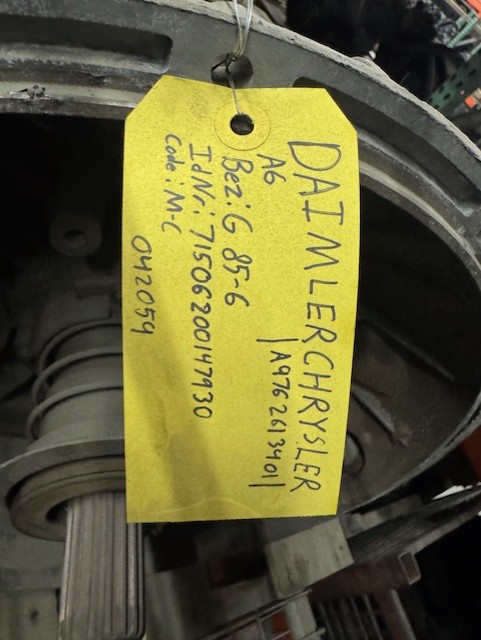 DAIMLERCHRYSLER
A6 |A9762613401|
Bez: G 85-6
IdNr: 71506200147930
Code: M-C
042059